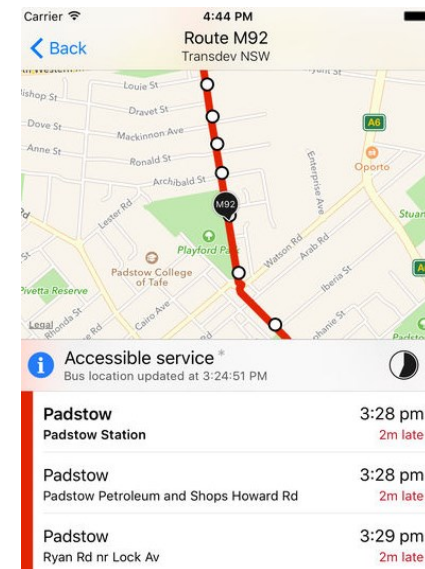 Carrier
4:44 PM
Back
Route M92
Transdev NSW
Louie St
Bishop St
Dravet St
A6
Dove St
Mackinnon Ave
Anne St
Ronald St
Oporto
Enterprise Ave
Archibald St
M92
Lester Rd
Playford Park
Watson Rd
Arab Rd
Padstow College
of Tafe
Iberia St
Rivetta Reserve
Cairo Ave
Legal
Accessible service *
Bus location updated at 3:24:51 PM
Padstow
3:28 pm
Padstow Station
2m late
Padstow
3:28 pm
Padstow Petroleum and Shops Howard Rd
2m late
Padstow
3:29 pm
Ryan Rd nr Lock Av
2m late